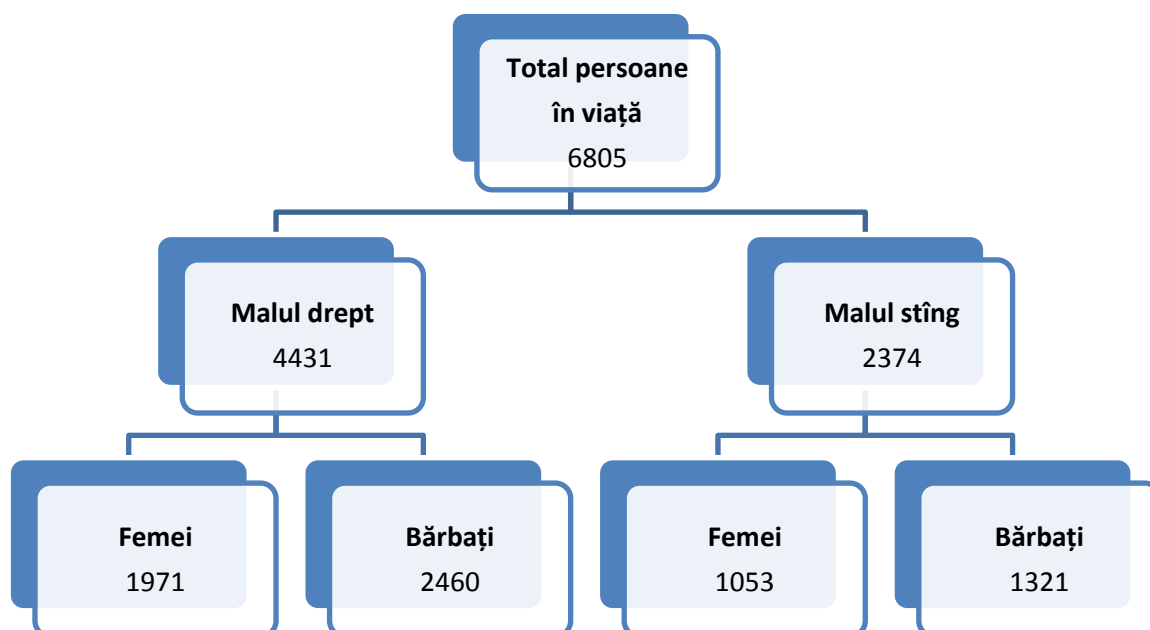 Total persoane
în viață
6805
Malul drept
4431
Malul stîng
2374
Femei
1971
Bărbați
2460
Femei
1053
Bărbați
1321